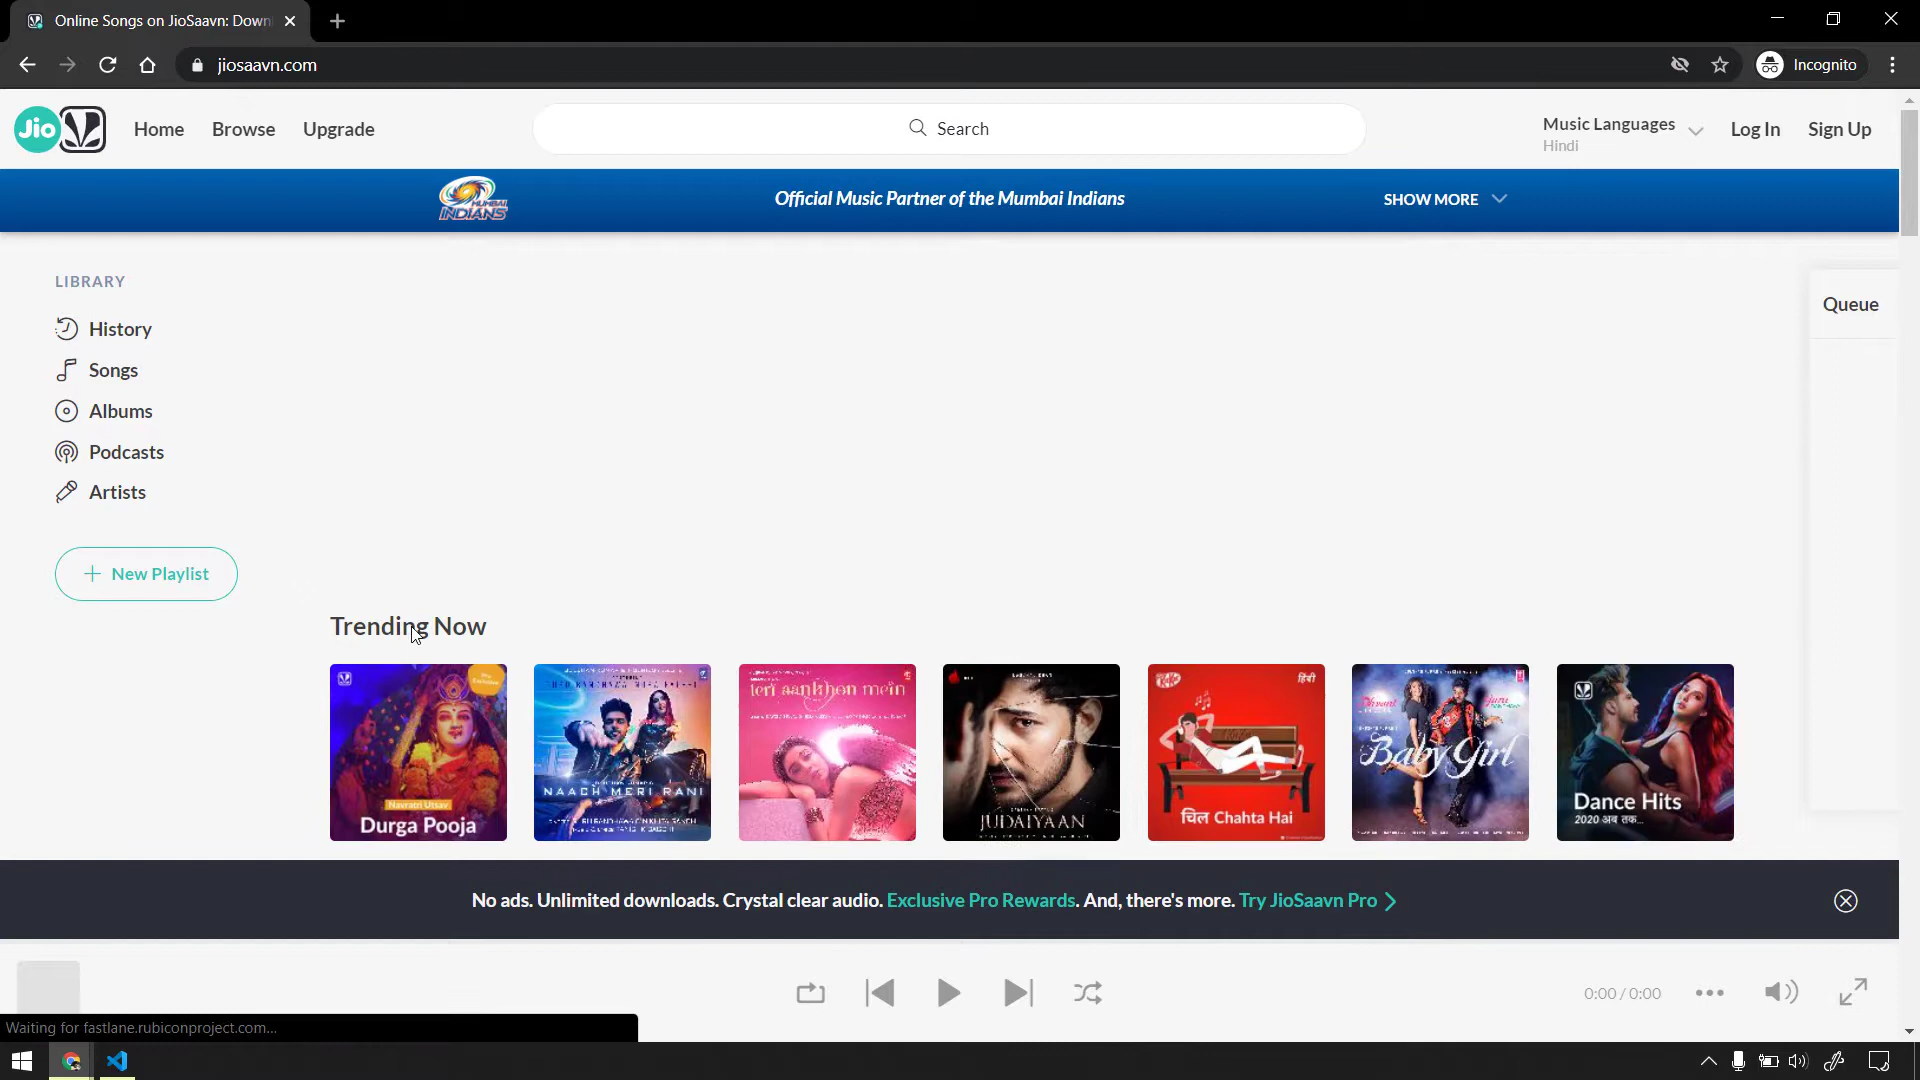 Online Songs on JioSaavn: Down
jiosaavn.com
Incognito
Jio
Home
Browse
Upgrade
Search
Music Languages
Hindi
Log In
Sign Up
MUMBAI
INDIANS
Official Music Partner of the Mumbai Indians
SHOW MORE
LIBRARY
History
Songs
Albums
Podcasts
Artists
New Playlist
Queue
Trending Now
Navratri Utsav
Durga Pooja
NAACH MERI RANI
teri aankhon mein
JUDAIYAAN
हिंदी
चिल Chahta Hai
Baby Girl
Dance Hits
2020 अब तक...
No ads. Unlimited downloads. Crystal clear audio. Exclusive Pro Rewards. And, there's more. Try JioSaavn Pro
0:00 / 0:00
Waiting for fastlane.rubiconproject.com...